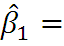 β̂₁ =